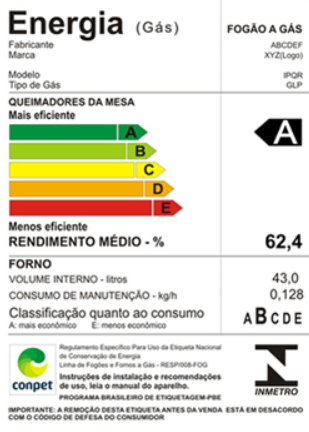 Energia (Gás) FOGÃO A GÁS
Fabricante ABCDEF
Marca XYZ(Logo)
Modelo IPQR
Tipo de Gás GLP
QUEIMADORES DA MESA
Mais eficiente
A
A
B
C
D
E
Menos eficiente
RENDIMENTO MÉDIO - % 62,4
FORNO
VOLUME INTERNO - litros 43,0
CONSUMO DE MANUTENÇÃO - kg/h 0,128
Classificação quanto ao consumo A B C D E
A: mais econômico E: menos econômico
Regulamento Específico Para Uso da Etiqueta Nacional
de Conservação de Energia
Linha de Fogões e Fornos a Gás - RESP/008-FOG
Instruções de instalação e recomendações
de uso, leia o manual do aparelho.
conpet
INMETRO
PROGRAMA BRASILEIRO DE ETIQUETAGEM-PBE
IMPORTANTE: A REMOÇÃO DESTA ETIQUETA ANTES DA VENDA ESTÁ EM DESACORDO
COM O CÓDIGO DE DEFESA DO CONSUMIDOR